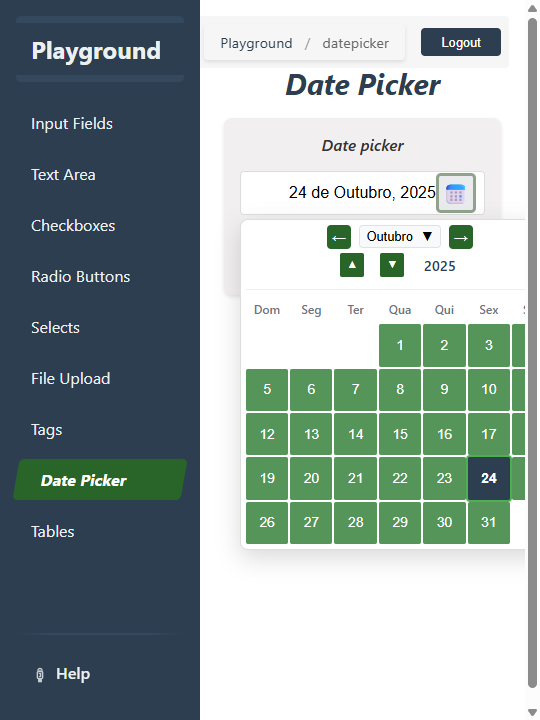 Playground
Input Fields
Text Area
Checkboxes
Radio Buttons
Selects
File Upload
Tags
Date Picker
Tables
Help
Playground / datepicker
Logout
Date Picker
Date picker
24 de Outubro, 2025
← Outubro ▼ →
▲ ▼ 2025
Dom Seg Ter Qua Qui Sex
1 2 3
5 6 7 8 9 10
12 13 14 15 16 17
19 20 21 22 23 24
26 27 28 29 30 31